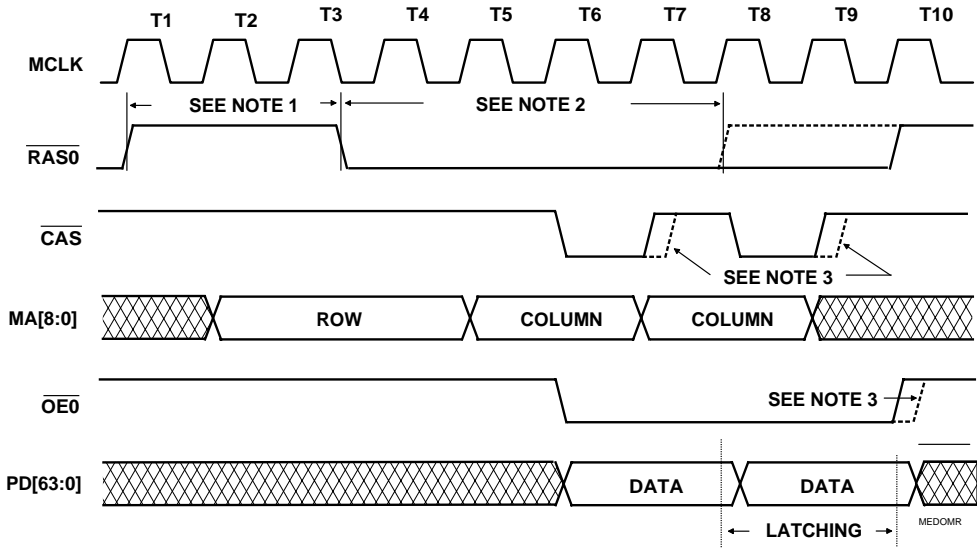 T1 T2 T3 T4 T5 T6 T7 T8 T9 T10
MCLK
SEE NOTE 1 SEE NOTE 2
RAS0
CAS
SEE NOTE 3
MA[8:0] ROW COLUMN COLUMN
OE0 SEE NOTE 3
PD[63:0] DATA DATA
LATCHING
MEDOMR